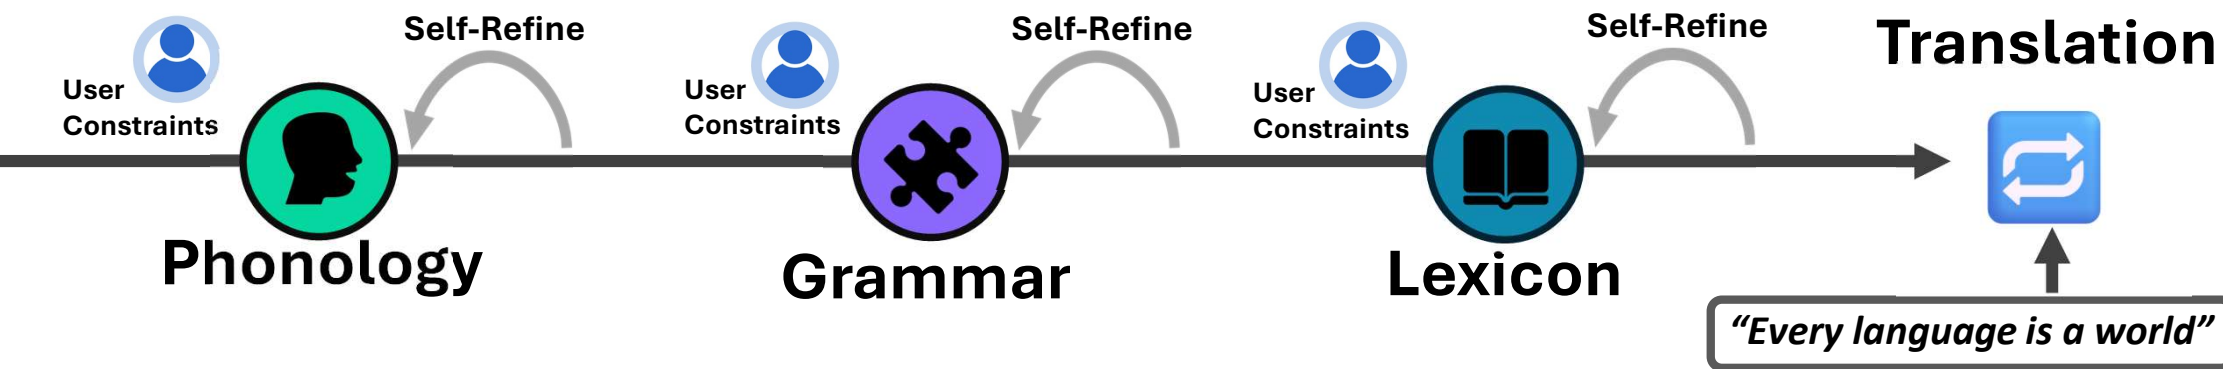 User
Constraints
Self-Refine
Phonology
User
Constraints
Self-Refine
Grammar
User
Constraints
Self-Refine
Lexicon
Translation
“Every language is a world”